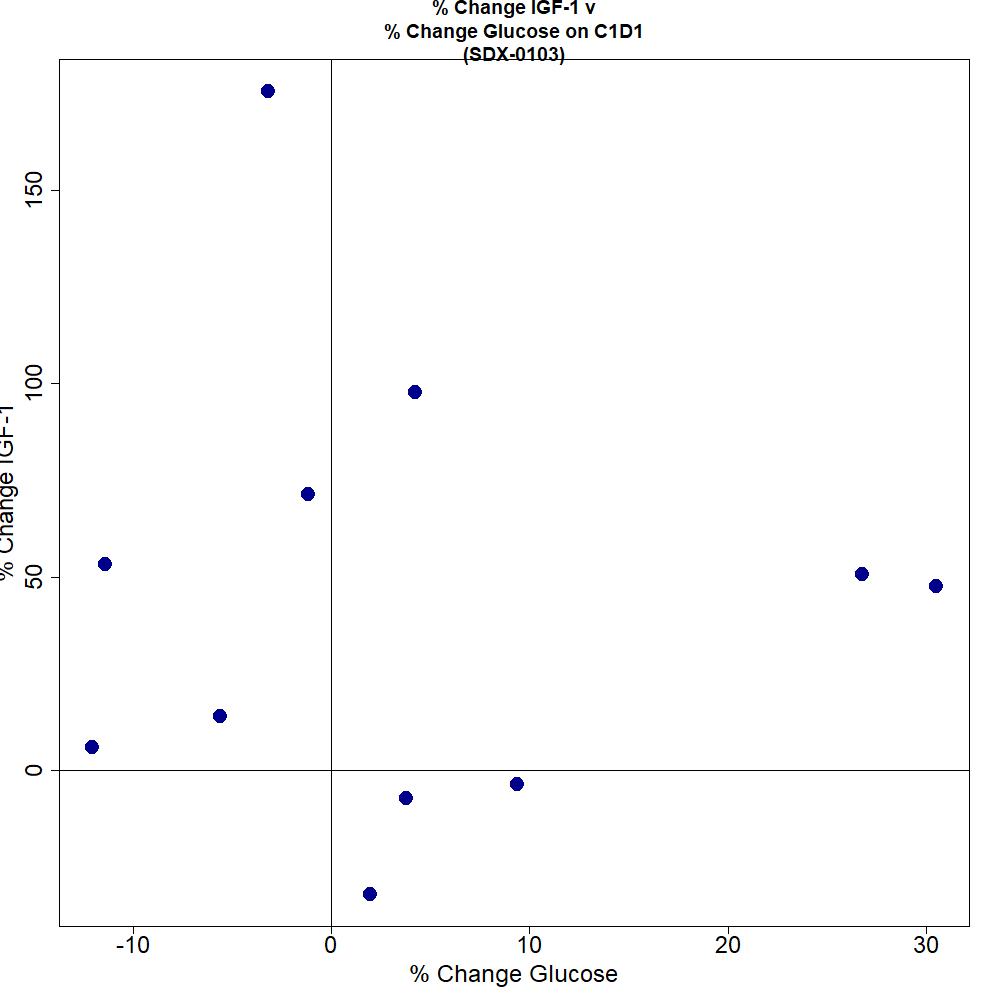 % Change IGF-1 v
% Change Glucose on C1D1
(SDX-0103)
% Change IGF-1
150
100
50
0
-10
0
10
20
30
% Change Glucose